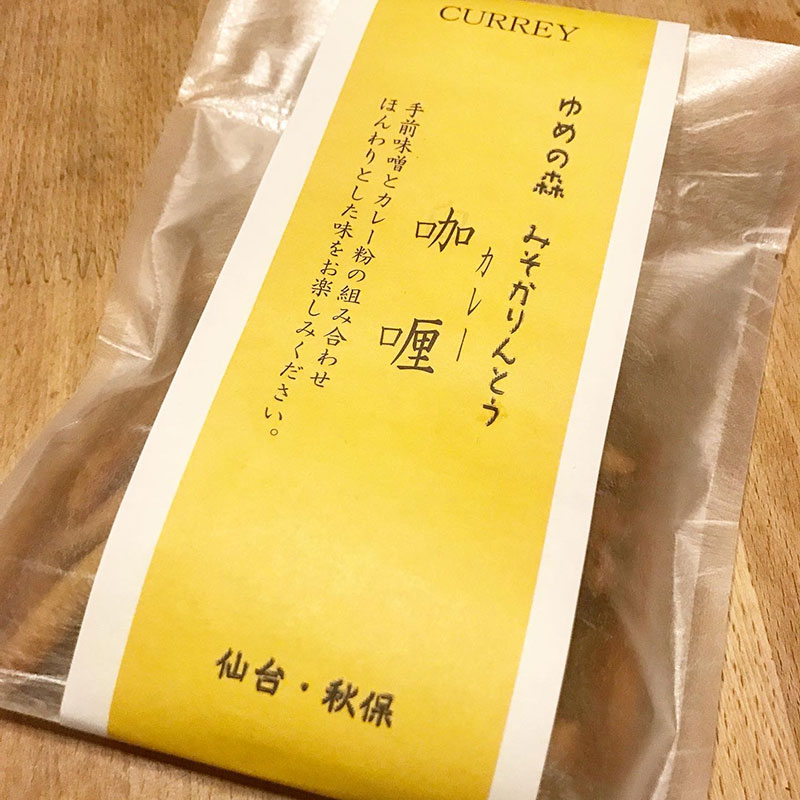 CURREY
ゆめの森 みそかりんとう
カレー
咖喱
手前味噌とカレー粉の組み合わせ
ほんわりとした味をお楽しみください。
仙台・秋保